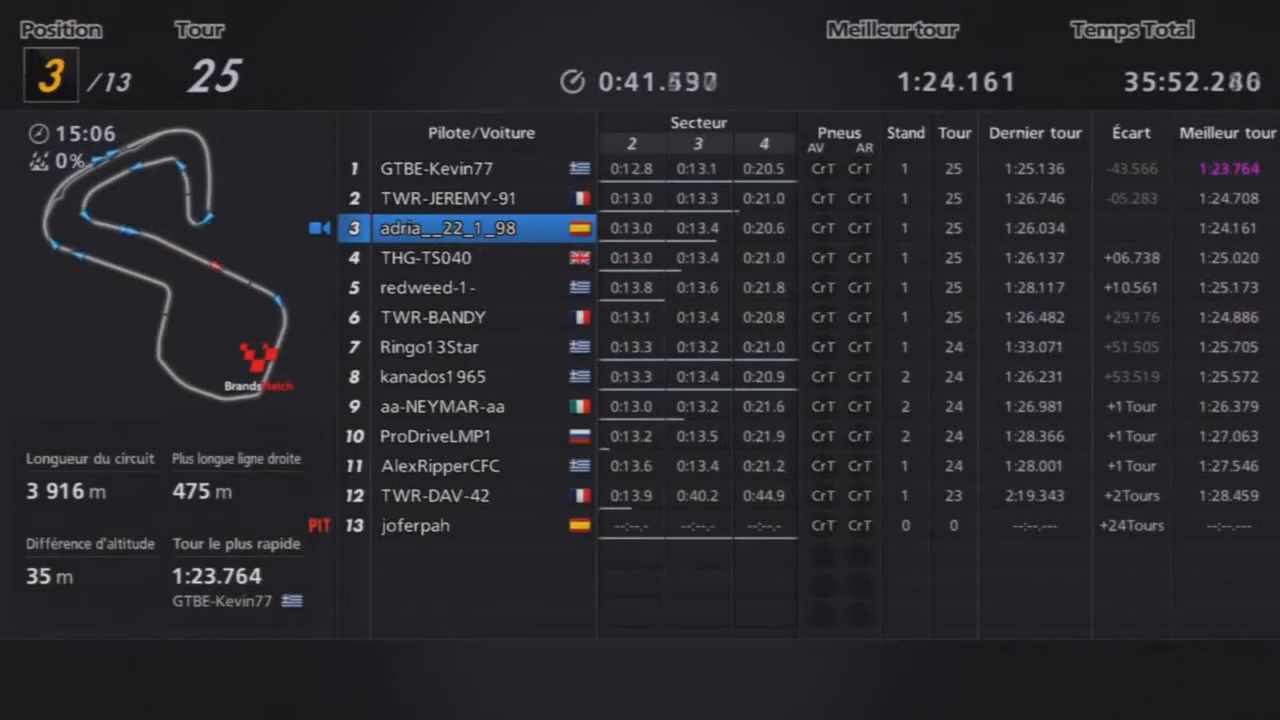 Position Tour Meilleur tour Temps Total
3 /13 25 1:24.161
15:06
0%
BrandsHatch
Longueur du circuit Plus longue ligne droite
3 916 m 475 m
Différence d'altitude Tour le plus rapide
35 m 1:23.764
GTBE-Kevin77
Pilote/Voiture Secteur Pneus Stand Tour Dernier tour Écart Meilleur tour
2 3 4 AV AR
1 GTBE-Kevin77 0:12.8 0:13.1 0:20.5 CrT CrT 1 25 1:25.136 -43.566 1:23.764
2 TWR-JEREMY-91 0:13.0 0:13.3 0:21.0 CrT CrT 1 25 1:26.746 -05.283 1:24.708
3 adria__22_1_98 0:13.0 0:13.4 0:20.6 CrT CrT 1 25 1:26.034 1:24.161
4 THG-TS040 0:13.0 0:13.4 0:21.0 CrT CrT 1 25 1:26.137 +06.738 1:25.020
5 redweed-1- 0:13.8 0:13.6 0:21.8 CrT CrT 1 25 1:28.117 +10.561 1:25.173
6 TWR-BANDY 0:13.1 0:13.4 0:20.8 CrT CrT 1 25 1:26.482 +29.176 1:24.886
7 Ringo13Star 0:13.3 0:13.2 0:21.0 CrT CrT 1 24 1:33.071 +51.505 1:25.705
8 kanados1965 0:13.3 0:13.4 0:20.9 CrT CrT 2 24 1:26.231 +53.519 1:25.572
9 aa-NEYMAR-aa 0:13.0 0:13.2 0:21.6 CrT CrT 2 24 1:26.981 +1 Tour 1:26.379
10 ProDriveLMP1 0:13.2 0:13.5 0:21.9 CrT CrT 2 24 1:28.366 +1 Tour 1:27.063
11 AlexRipperCFC 0:13.6 0:13.4 0:21.2 CrT CrT 1 24 1:28.001 +1 Tour 1:27.546
12 TWR-DAV-42 0:13.9 0:40.2 0:44.9 CrT CrT 1 23 2:19.343 +2Tours 1:28.459
PIT 13 joferpah --:--.- --:--.- --:--.- CrT CrT 0 0 --:--.--- +24Tours --:--.---